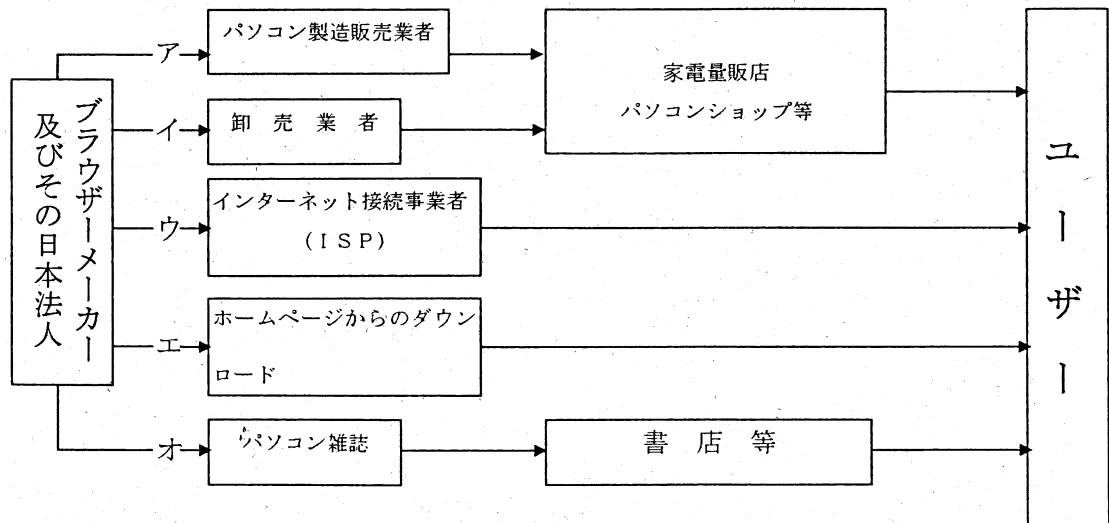 ブラウザーメーカー
及びその日本法人
ア
パソコン製造販売業者
イ
卸売業者
家電量販店
パソコンショップ等
ウ
インターネット接続事業者
(ISP)
エ
ホームページからのダウン
ロード
オ
パソコン雑誌
書店等
ユーザー